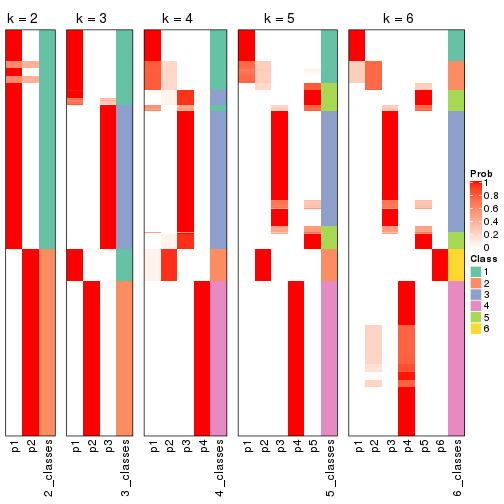 k = 2
k = 3
k = 4
k = 5
k = 6
Prob
1
0.8
0.6
0.4
0.2
0
Class
1
2
3
4
5
6
p1
p2
2_classes
p1
p2
p3
3_classes
p1
p2
p3
p4
4_classes
p1
p2
p3
p4
p5
5_classes
p1
p2
p3
p4
p5
p6
6_classes